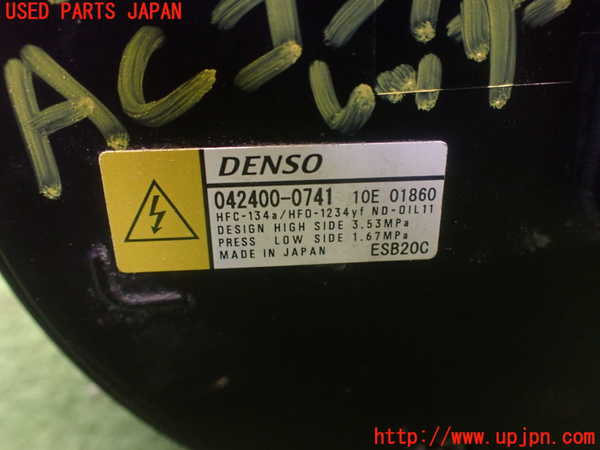 USED PARTS JAPAN
AC
DENSO
042400-0741 10E 01860
HFC-134a/HFO-1234yf ND-OIL11
DESIGN HIGH SIDE 3.53MPa
PRESS LOW SIDE 1.67MPa
MADE IN JAPAN ESB20C
http://www.upjpn.com